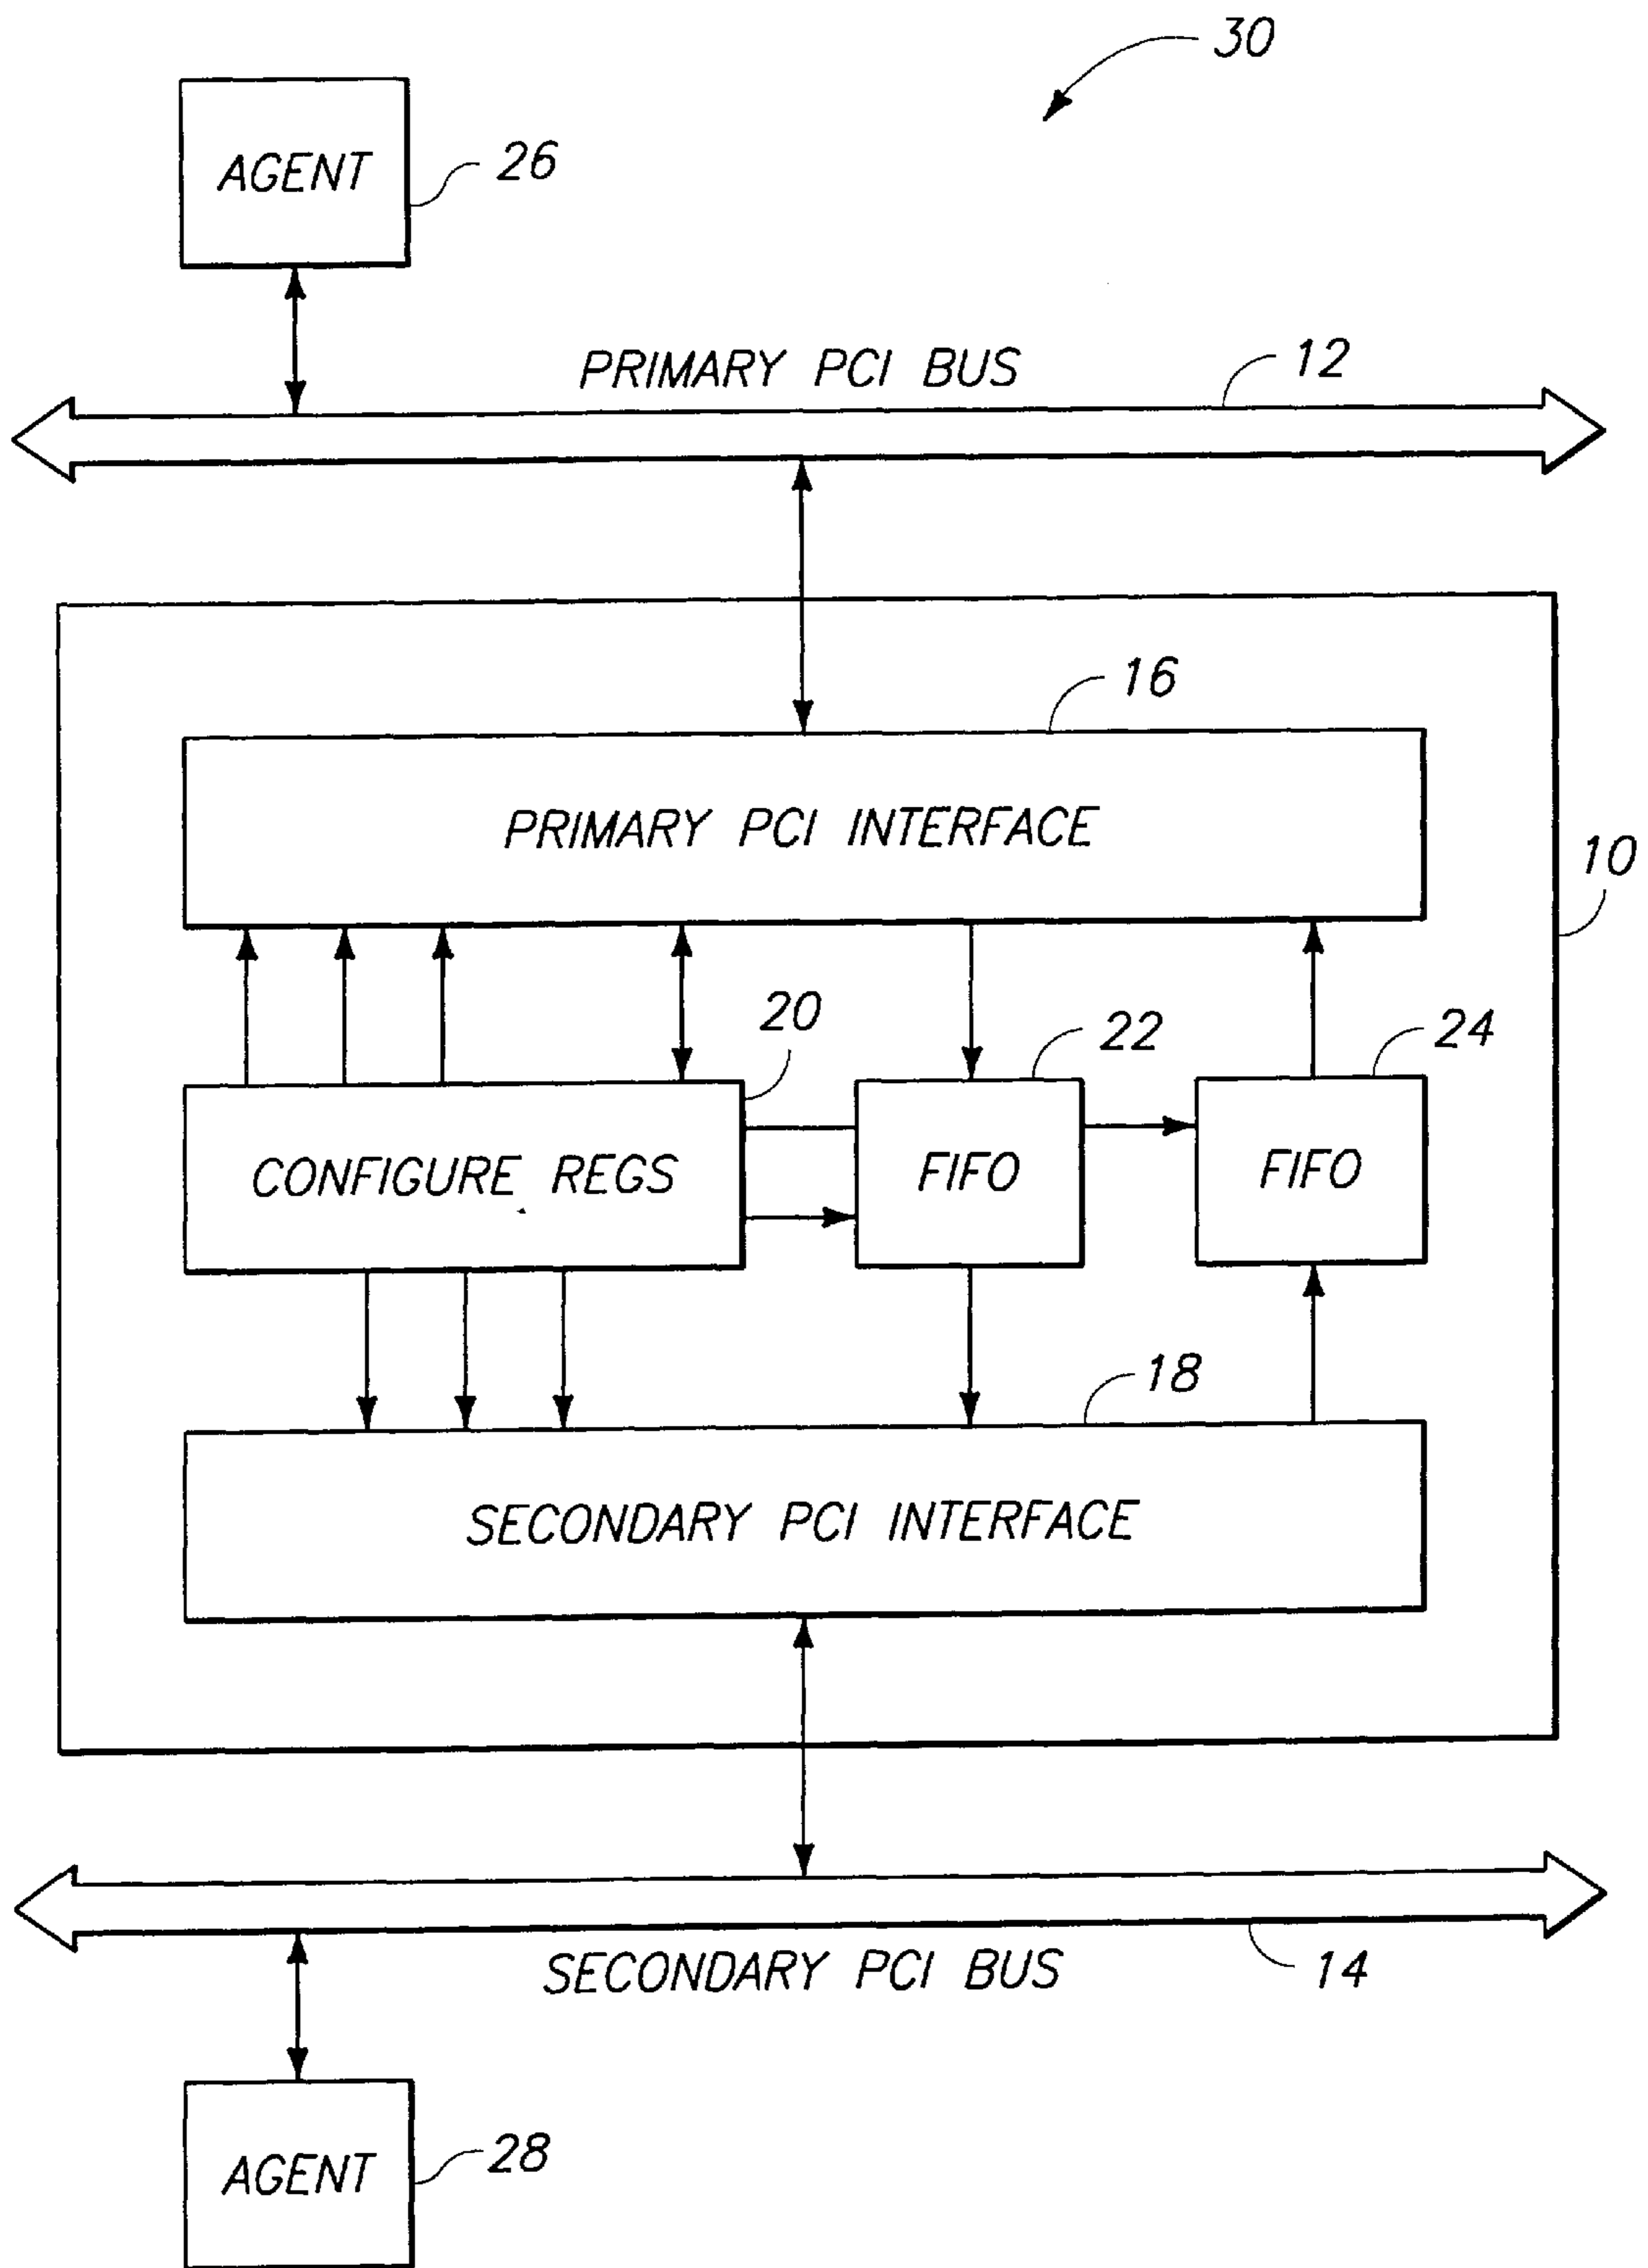 30
AGENT
26
PRIMARY PCI BUS
12
16
PRIMARY PCI INTERFACE
10
20
22
24
CONFIGURE REGS
FIFO
FIFO
18
SECONDARY PCI INTERFACE
SECONDARY PCI BUS
14
AGENT
28